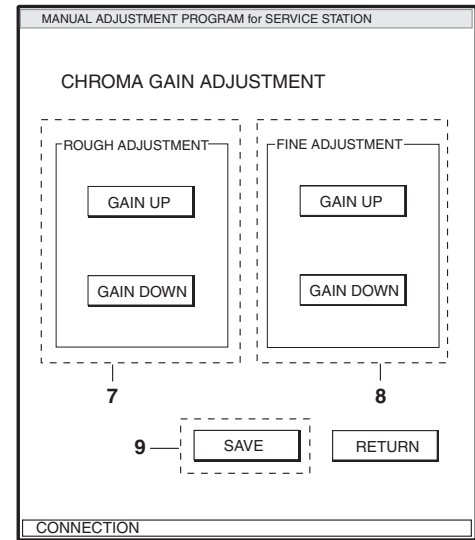 MANUAL ADJUSTMENT PROGRAM for SERVICE STATION
CHROMA GAIN ADJUSTMENT
ROUGH ADJUSTMENT
FINE ADJUSTMENT
GAIN UP
GAIN UP
GAIN DOWN
GAIN DOWN
7
8
9
SAVE
RETURN
CONNECTION